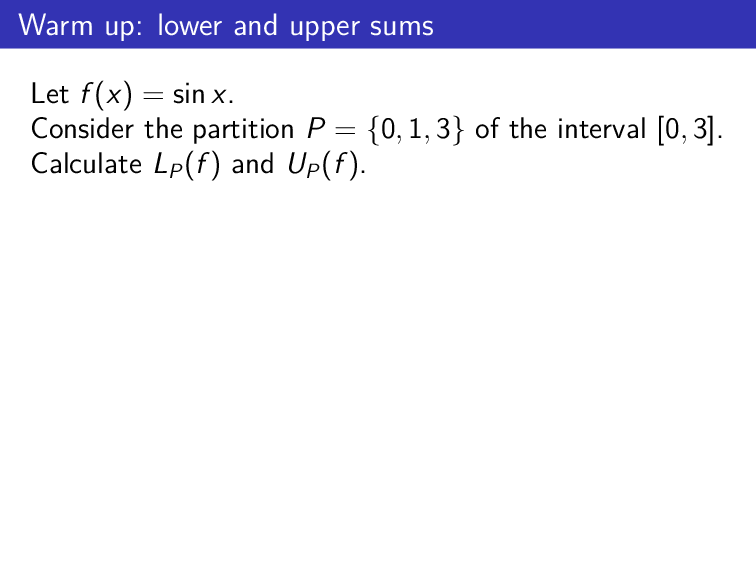 Warm up: lower and upper sums
Let f(x) = sin x.
Consider the partition P = {0, 1, 3} of the interval [0, 3].
Calculate L_P(f) and U_P(f).